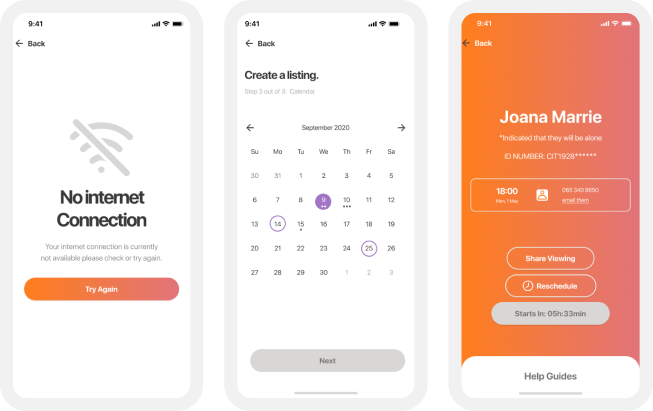 9:41
Back
No internet
Connection
Your internet connection is currently
not available please check or try again.
Try Again
9:41
Back
Create a listing.
Step 3 out of 3: Calendar
September 2020
Su Mo Tu We Th Fr Sa
30 31 1 2 3 4 5
6 7 8 9 10 11 12
13 14 15 16 17 18 19
20 21 22 23 24 25 26
27 28 29 30 1 2 3
Next
9:41
Back
Joana Marrie
*Indicated that they will be alone
ID NUMBER: CIT1928******
18:00
Mon, 1 May
065 340 9650
email them
Share Viewing
Reschedule
Starts In: 05h:33min
Help Guides